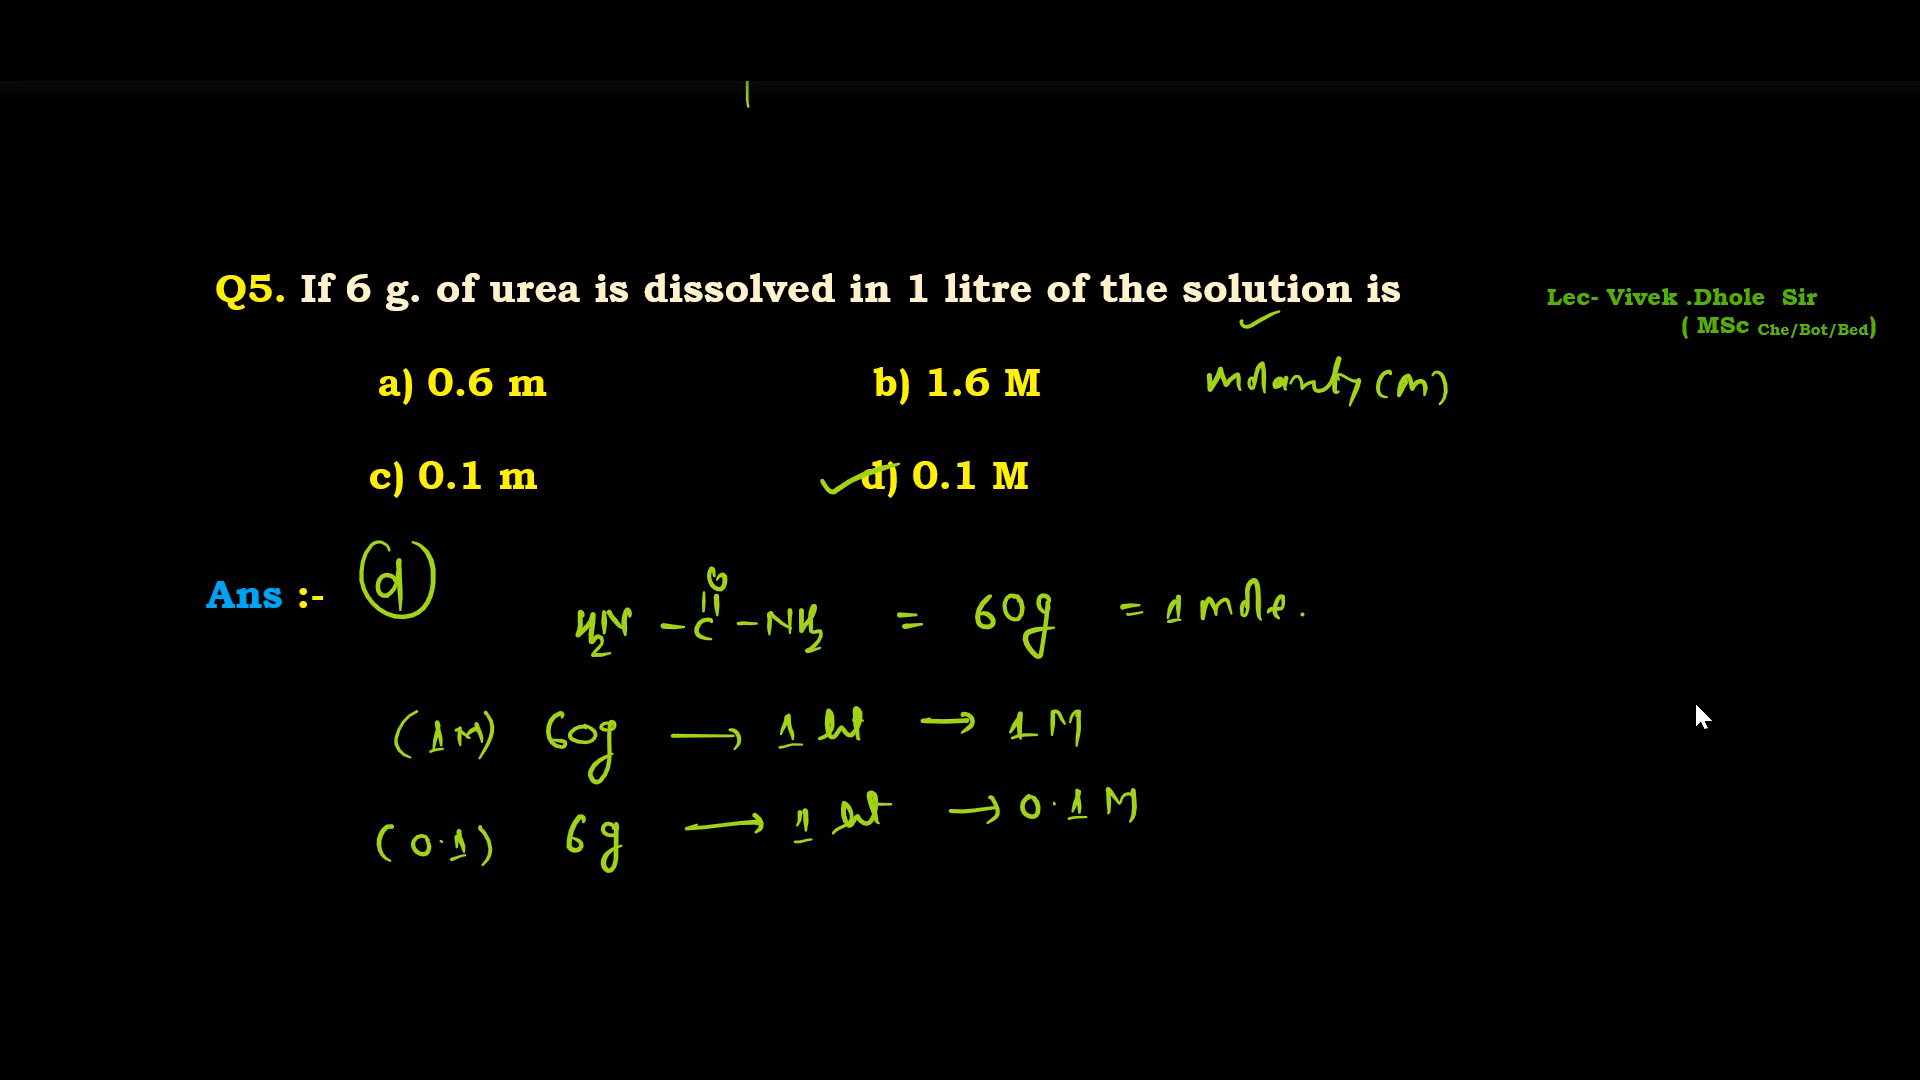 Q5. If 6 g. of urea is dissolved in 1 litre of the solution is
Lec- Vivek .Dhole Sir
( MSc Che/Bot/Bed)
a) 0.6 m
b) 1.6 M
Molarity (M)
c) 0.1 m
d) 0.1 M
Ans :- d
O
H2N - C - NH2 = 60g = 1 mole.
(1M) 60g → 1 lit → 1 M
(0.1) 6g → 1 lit → 0.1 M